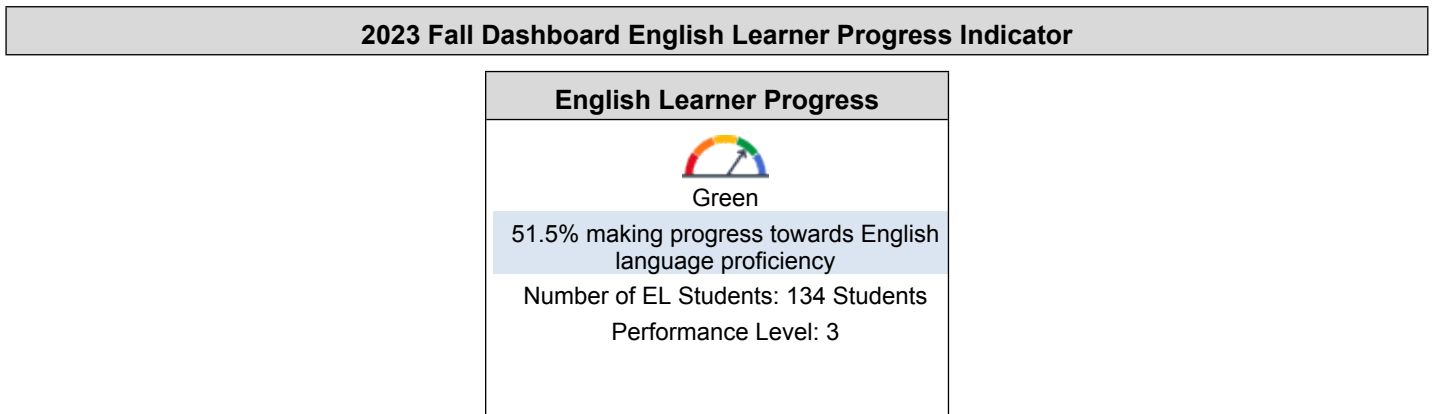 2023 Fall Dashboard English Learner Progress Indicator
English Learner Progress
Green
51.5% making progress towards English
language proficiency
Number of EL Students: 134 Students
Performance Level: 3